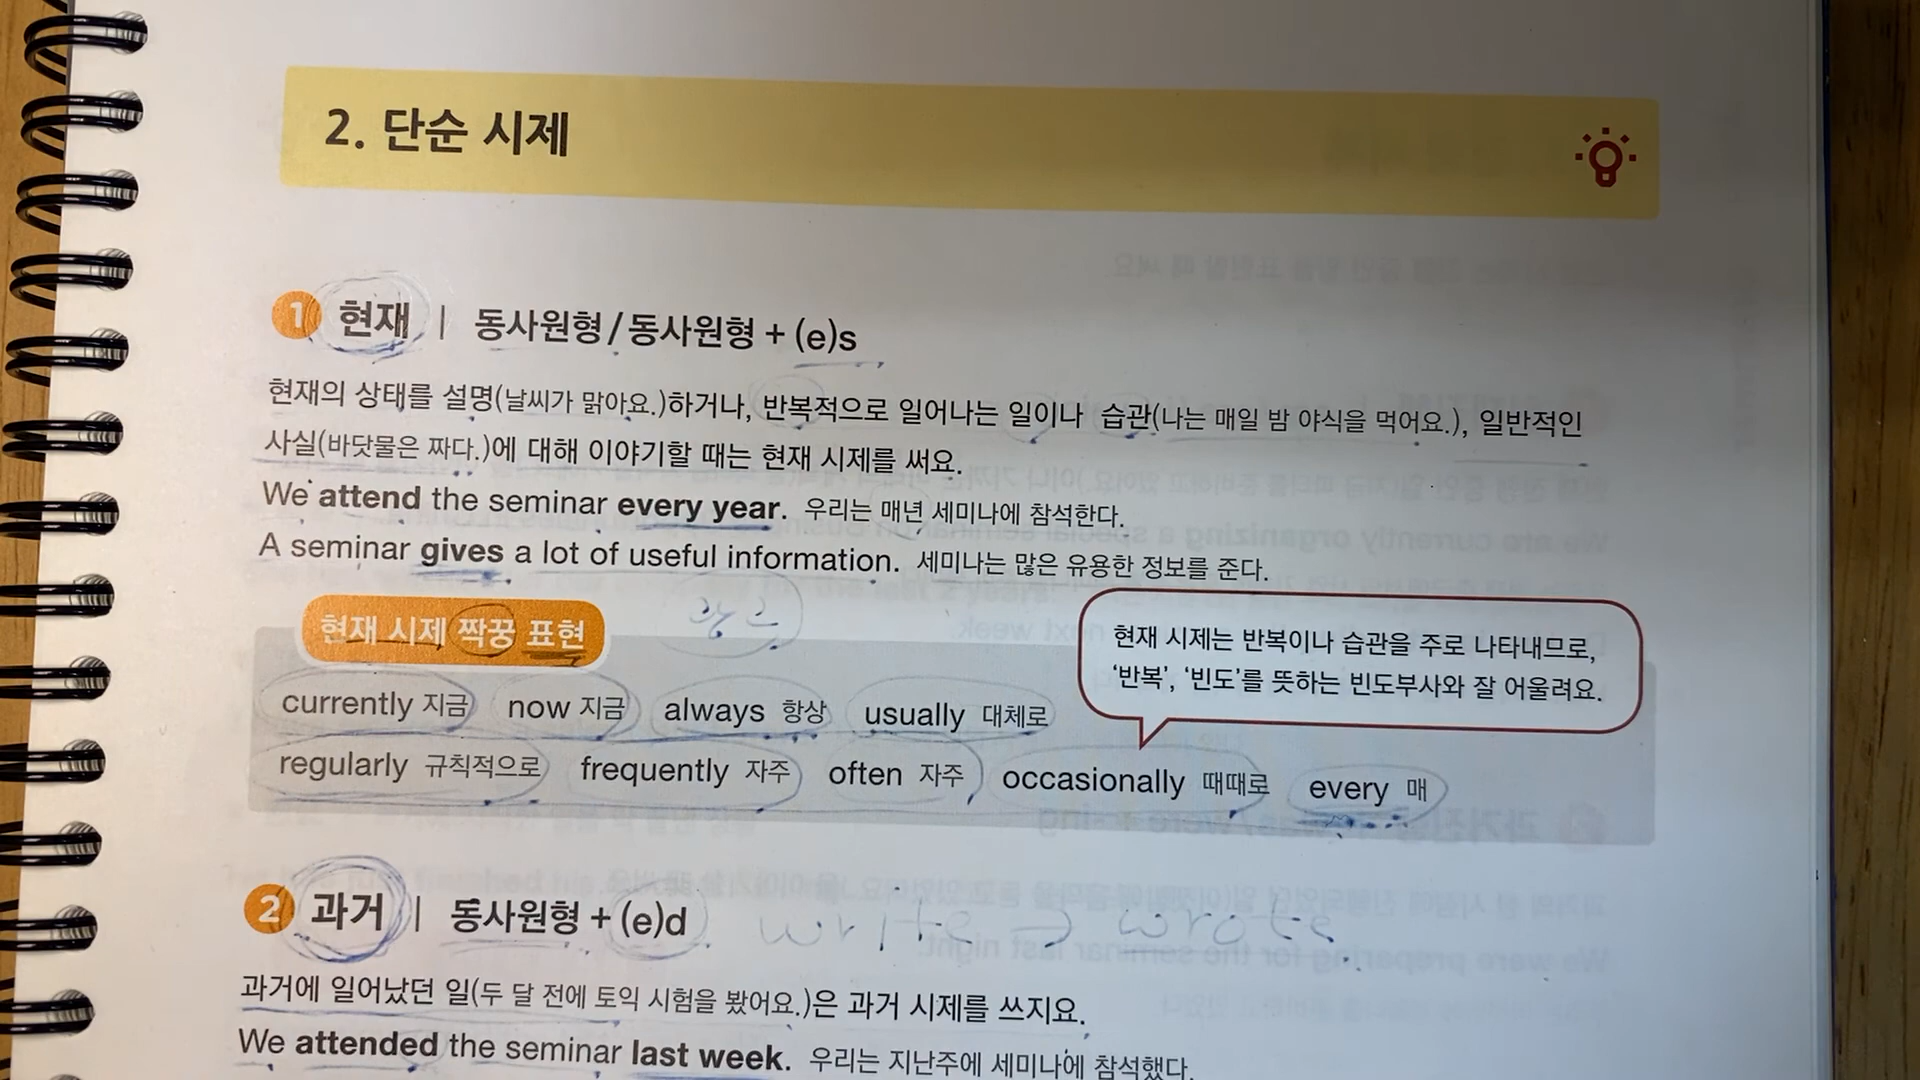 2. 단순 시제
1 현재 | 동사원형/동사원형 + (e)s
현재의 상태를 설명(날씨가 맑아요.)하거나, 반복적으로 일어나는 일이나 습관(나는 매일 밤 야식을 먹어요.), 일반적인
사실(바닷물은 짜다.)에 대해 이야기할 때는 현재 시제를 써요.
We attend the seminar every year. 우리는 매년 세미나에 참석한다.
A seminar gives a lot of useful information. 세미나는 많은 유용한 정보를 준다.
현재 시제 짝꿍 표현
현재 시제는 반복이나 습관을 주로 나타내므로,
‘반복’, ‘빈도’를 뜻하는 빈도부사와 잘 어울려요.
currently 지금 now 지금 always 항상 usually 대체로
regularly 규칙적으로 frequently 자주 often 자주 occasionally 때때로 every 매
2 과거 | 동사원형 + (e)d write wrote
과거에 일어났던 일(두 달 전에 토익 시험을 봤어요.)은 과거 시제를 쓰지요.
We attended the seminar last week. 우리는 지난주에 세미나에 참석했다.